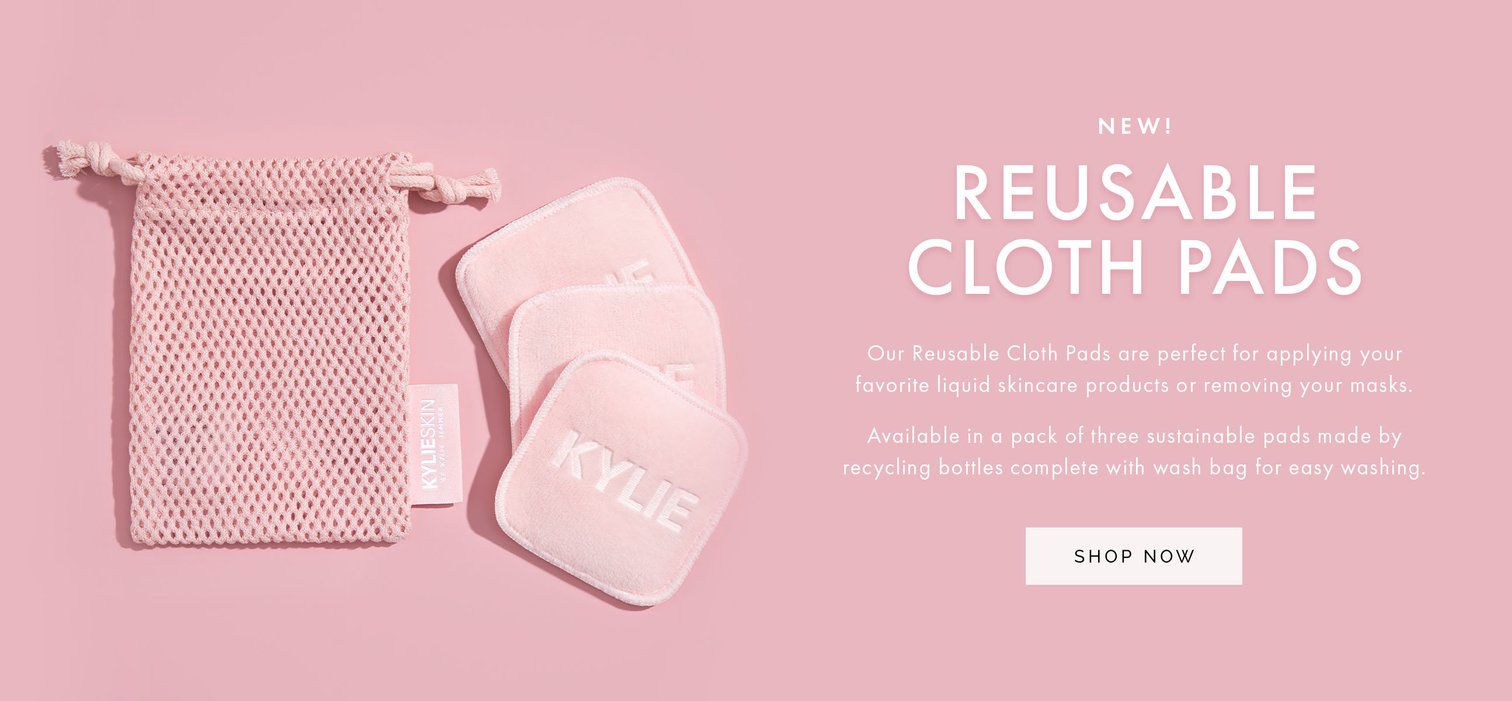 NEW!
REUSABLE
CLOTH PADS
Our Reusable Cloth Pads are perfect for applying your
favorite liquid skincare products or removing your masks.
Available in a pack of three sustainable pads made by
recycling bottles complete with wash bag for easy washing.
SHOP NOW
KYLIESKIN
BY KYLIE JENNER
IE
IE
KYLIE